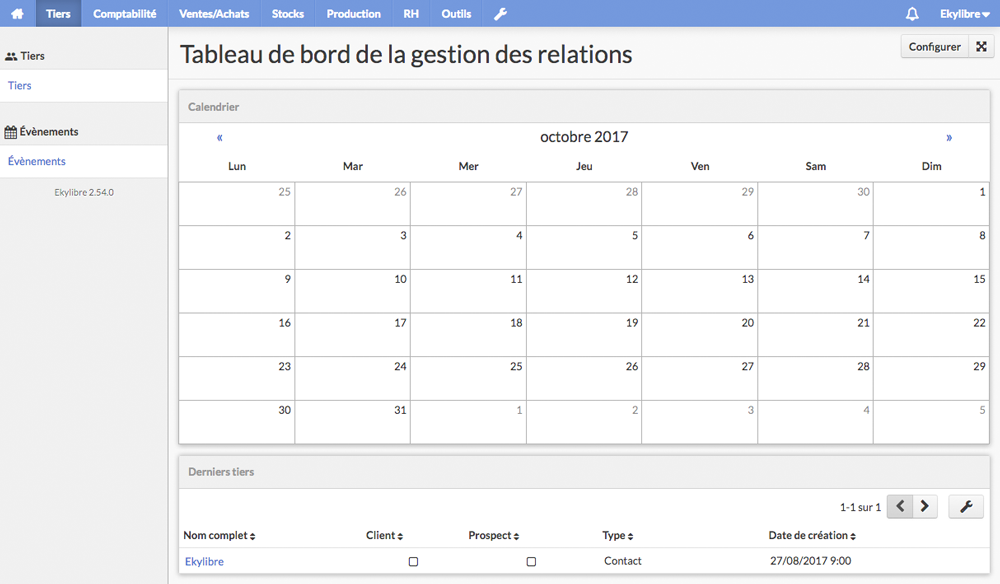 Tiers Comptabilité Ventes/Achats Stocks Production RH Outils Ekylibre
Tiers
Tiers
Évènements
Évènements
Ekylibre 2.54.0
Tableau de bord de la gestion des relations
Configurer
Calendrier
« octobre 2017 »
Lun Mar Mer Jeu Ven Sam Dim
25 26 27 28 29 30 1
2 3 4 5 6 7 8
9 10 11 12 13 14 15
16 17 18 19 20 21 22
23 24 25 26 27 28 29
30 31 1 2 3 4 5
Derniers tiers
1-1 sur 1
Nom complet Client Prospect Type Date de création
Ekylibre Contact 27/08/2017 9:00